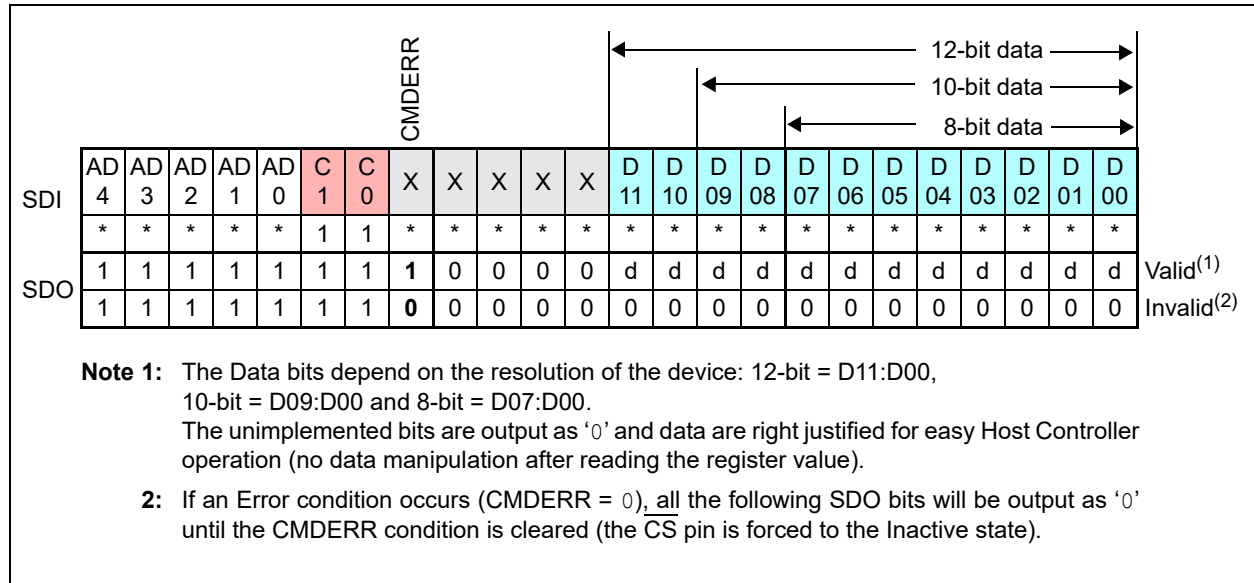 CMDERR
12-bit data
10-bit data
8-bit data
SDI AD4 AD3 AD2 AD1 AD0 C1 C0 X X X X X D11 D10 D09 D08 D07 D06 D05 D04 D03 D02 D01 D00
* * * * * 1 1 * * * * * * * * * * * * * * * * *
SDO 1 1 1 1 1 1 1 1 0 0 0 0 d d d d d d d d d d d d Valid(1)
1 1 1 1 1 1 1 0 0 0 0 0 0 0 0 0 0 0 0 0 0 0 0 0 Invalid(2)
Note 1: The Data bits depend on the resolution of the device: 12-bit = D11:D00,
10-bit = D09:D00 and 8-bit = D07:D00.
The unimplemented bits are output as ‘0’ and data are right justified for easy Host Controller
operation (no data manipulation after reading the register value).
2: If an Error condition occurs (CMDERR = 0), all the following SDO bits will be output as ‘0’
until the CMDERR condition is cleared (the CS pin is forced to the Inactive state).